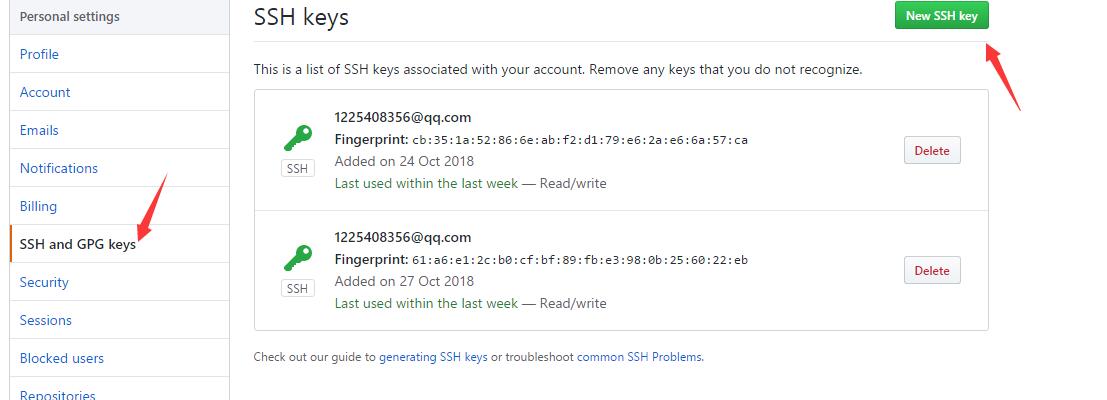 Personal settings
Profile
Account
Emails
Notifications
Billing
SSH and GPG keys
Security
Sessions
Blocked users
Repositories
SSH keys
New SSH key
This is a list of SSH keys associated with your account. Remove any keys that you do not recognize.
1225408356@qq.com
Fingerprint: cb:35:1a:52:86:6e:ab:f2:d1:79:e6:2a:e6:6a:57:ca
Added on 24 Oct 2018
Last used within the last week — Read/write
SSH
Delete
1225408356@qq.com
Fingerprint: 61:a6:e1:2c:b0:cf:bf:89:fb:e3:98:0b:25:60:22:eb
Added on 27 Oct 2018
Last used within the last week — Read/write
SSH
Delete
Check out our guide to generating SSH keys or troubleshoot common SSH Problems.